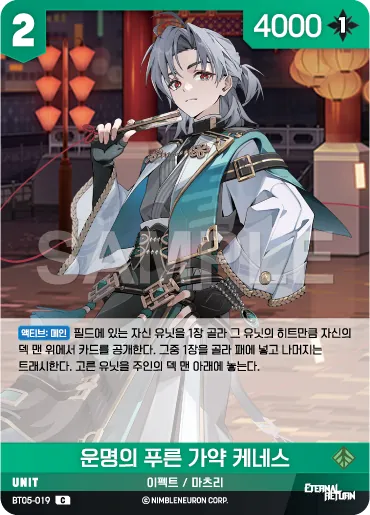 2
4000
1
SAMPLE
액티브: 메인 필드에 있는 자신 유닛을 1장 골라 그 유닛의 히트만큼 자신의
덱 맨 위에서 카드를 공개한다. 그중 1장을 골라 패에 넣고 나머지는
트래시한다. 고른 유닛을 주인의 덱 맨 아래에 놓는다.
운명의 푸른 가약 케네스
UNIT
이펙트 / 마츠리
BT05-019 C
© NIMBLENEURON CORP.
ETERNAL
RETURN